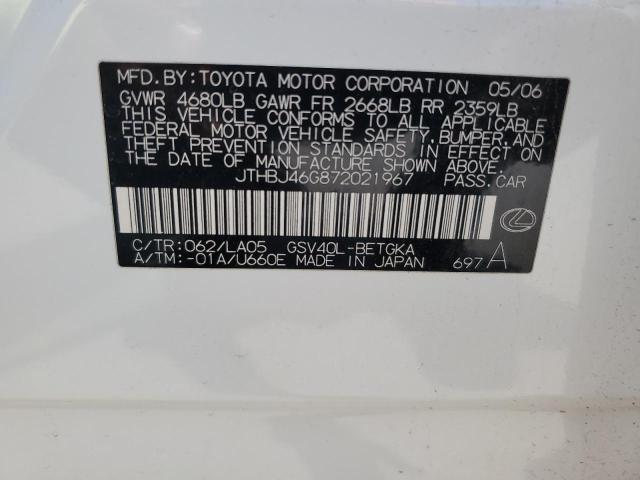 MFD. BY: TOYOTA MOTOR CORPORATION 05/06
GVWR 4680LB GAWR FR 2668LB RR 2359LB
THIS VEHICLE CONFORMS TO ALL APPLICABLE
FEDERAL MOTOR VEHICLE SAFETY, BUMPER, AND
THEFT PREVENTION STANDARDS IN EFFECT ON
THE DATE OF MANUFACTURE SHOWN ABOVE.
JTHBJ46G872021967 PASS. CAR
C/TR: 062/LA05 GSV40L-BETGKA
A/TM: -01A/U660E MADE IN JAPAN 697 A